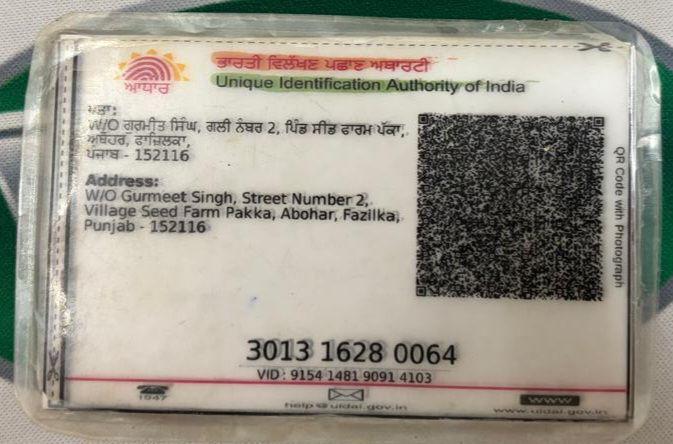 ਭਾਰਤੀ ਵਿਲੱਖਣ ਪਛਾਣ ਅਥਾਰਟੀ
Unique Identification Authority of India
ਆਧਾਰ
ਪਤਾ:
W/O ਗੁਰਮੀਤ ਸਿੰਘ, ਗਲੀ ਨੰਬਰ 2, ਪਿੰਡ ਸੀਡ ਫਾਰਮ ਪੱਕਾ,
ਅਬੋਹਰ, ਫਾਜ਼ਿਲਕਾ,
ਪੰਜਾਬ - 152116
Address:
W/O Gurmeet Singh, Street Number 2,
Village Seed Farm Pakka, Abohar, Fazilka,
Punjab - 152116
QR Code with Photograph
3013 1628 0064
VID : 9154 1481 9091 4103
1947
help@uidai.gov.in
www
www.uidai.gov.in